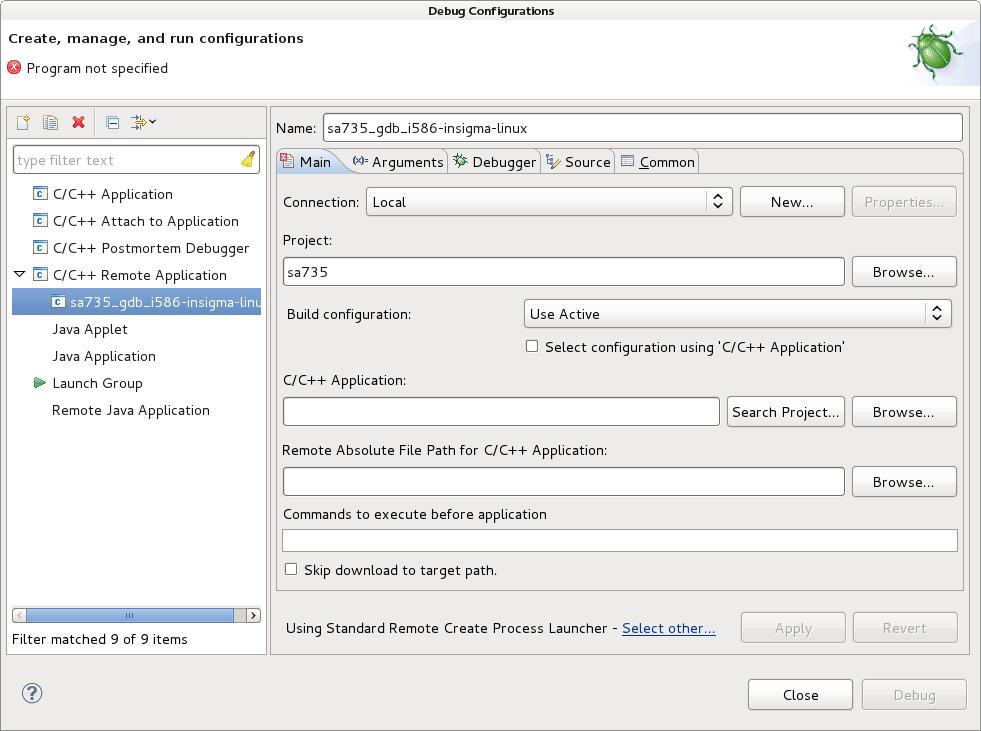 Debug Configurations
Create, manage, and run configurations
Program not specified
type filter text
C/C++ Application
C/C++ Attach to Application
C/C++ Postmortem Debugger
C/C++ Remote Application
sa735_gdb_i586-insigma-linu
Java Applet
Java Application
Launch Group
Remote Java Application
Filter matched 9 of 9 items
Name: sa735_gdb_i586-insigma-linux
Main (x)= Arguments Debugger Source Common
Connection: Local New... Properties...
Project:
sa735 Browse...
Build configuration: Use Active
Select configuration using 'C/C++ Application'
C/C++ Application:
Search Project... Browse...
Remote Absolute File Path for C/C++ Application:
Browse...
Commands to execute before application
Skip download to target path.
Using Standard Remote Create Process Launcher - Select other... Apply Revert
? Close Debug